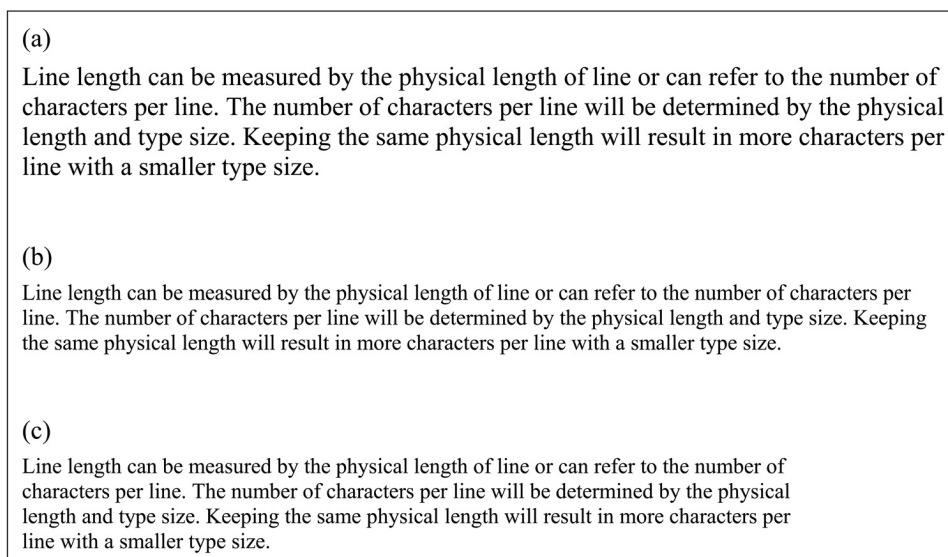 (a)
Line length can be measured by the physical length of line or can refer to the number of
characters per line. The number of characters per line will be determined by the physical
length and type size. Keeping the same physical length will result in more characters per
line with a smaller type size.
(b)
Line length can be measured by the physical length of line or can refer to the number of characters per
line. The number of characters per line will be determined by the physical length and type size. Keeping
the same physical length will result in more characters per line with a smaller type size.
(c)
Line length can be measured by the physical length of line or can refer to the number of
characters per line. The number of characters per line will be determined by the physical
length and type size. Keeping the same physical length will result in more characters per
line with a smaller type size.